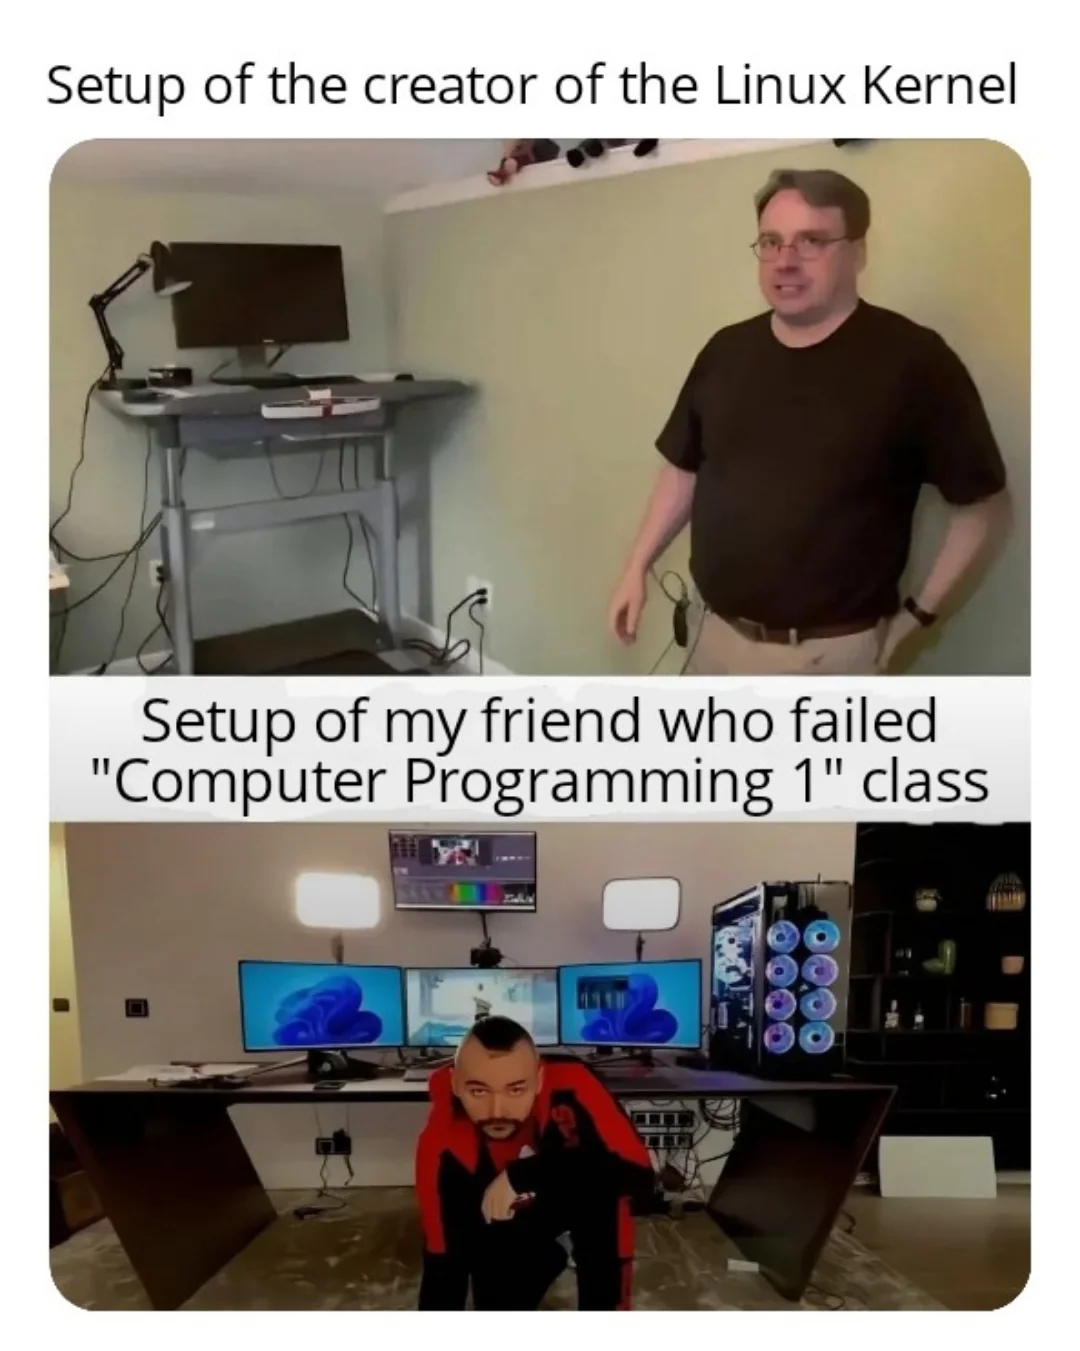 Setup of the creator of the Linux Kernel
Setup of my friend who failed
"Computer Programming 1" class